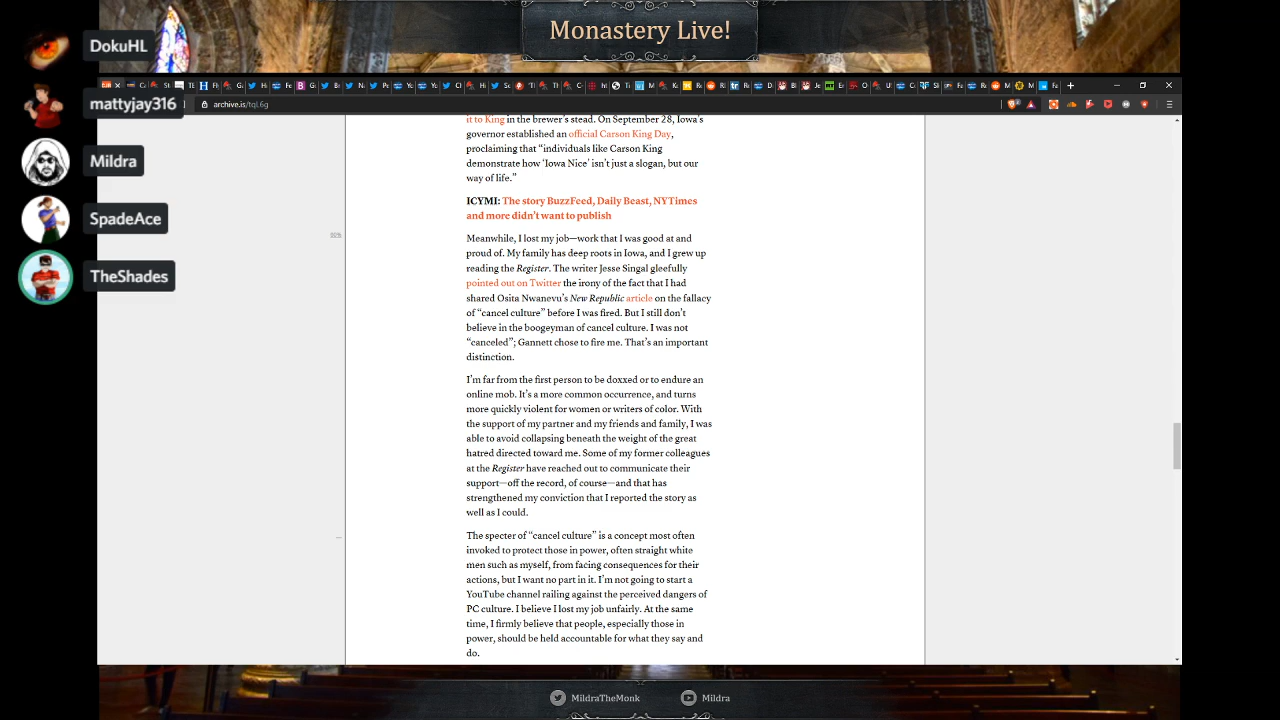 Monastery Live!
DokuHL
mattyjay316
Mildra
SpadeAce
TheShades
archive.is/tqL6g
it to King in the brewer's stead. On September 28, Iowa's
governor established an official Carson King Day,
proclaiming that “individuals like Carson King
demonstrate how ‘Iowa Nice’ isn’t just a slogan, but our
way of life.”
ICYMI: The story BuzzFeed, Daily Beast, NYTimes
and more didn’t want to publish
Meanwhile, I lost my job—work that I was good at and
proud of. My family has deep roots in Iowa, and I grew up
reading the Register. The writer Jesse Singal gleefully
pointed out on Twitter the irony of the fact that I had
shared Osita Nwanevu’s New Republic article on the fallacy
of “cancel culture” before I was fired. But I still don’t
believe in the boogeyman of cancel culture. I was not
“canceled”; Gannett chose to fire me. That’s an important
distinction.
I’m far from the first person to be doxxed or to endure an
online mob. It’s a more common occurrence, and turns
more quickly violent for women or writers of color. With
the support of my partner and my friends and family, I was
able to avoid collapsing beneath the weight of the great
hatred directed toward me. Some of my former colleagues
at the Register have reached out to communicate their
support—off the record, of course—and that has
strengthened my conviction that I reported the story as
well as I could.
The specter of “cancel culture” is a concept most often
invoked to protect those in power, often straight white
men such as myself, from facing consequences for their
actions, but I want no part in it. I’m not going to start a
YouTube channel railing against the perceived dangers of
PC culture. I believe I lost my job unfairly. At the same
time, I firmly believe that people, especially those in
power, should be held accountable for what they say and
do.
MildraTheMonk
Mildra